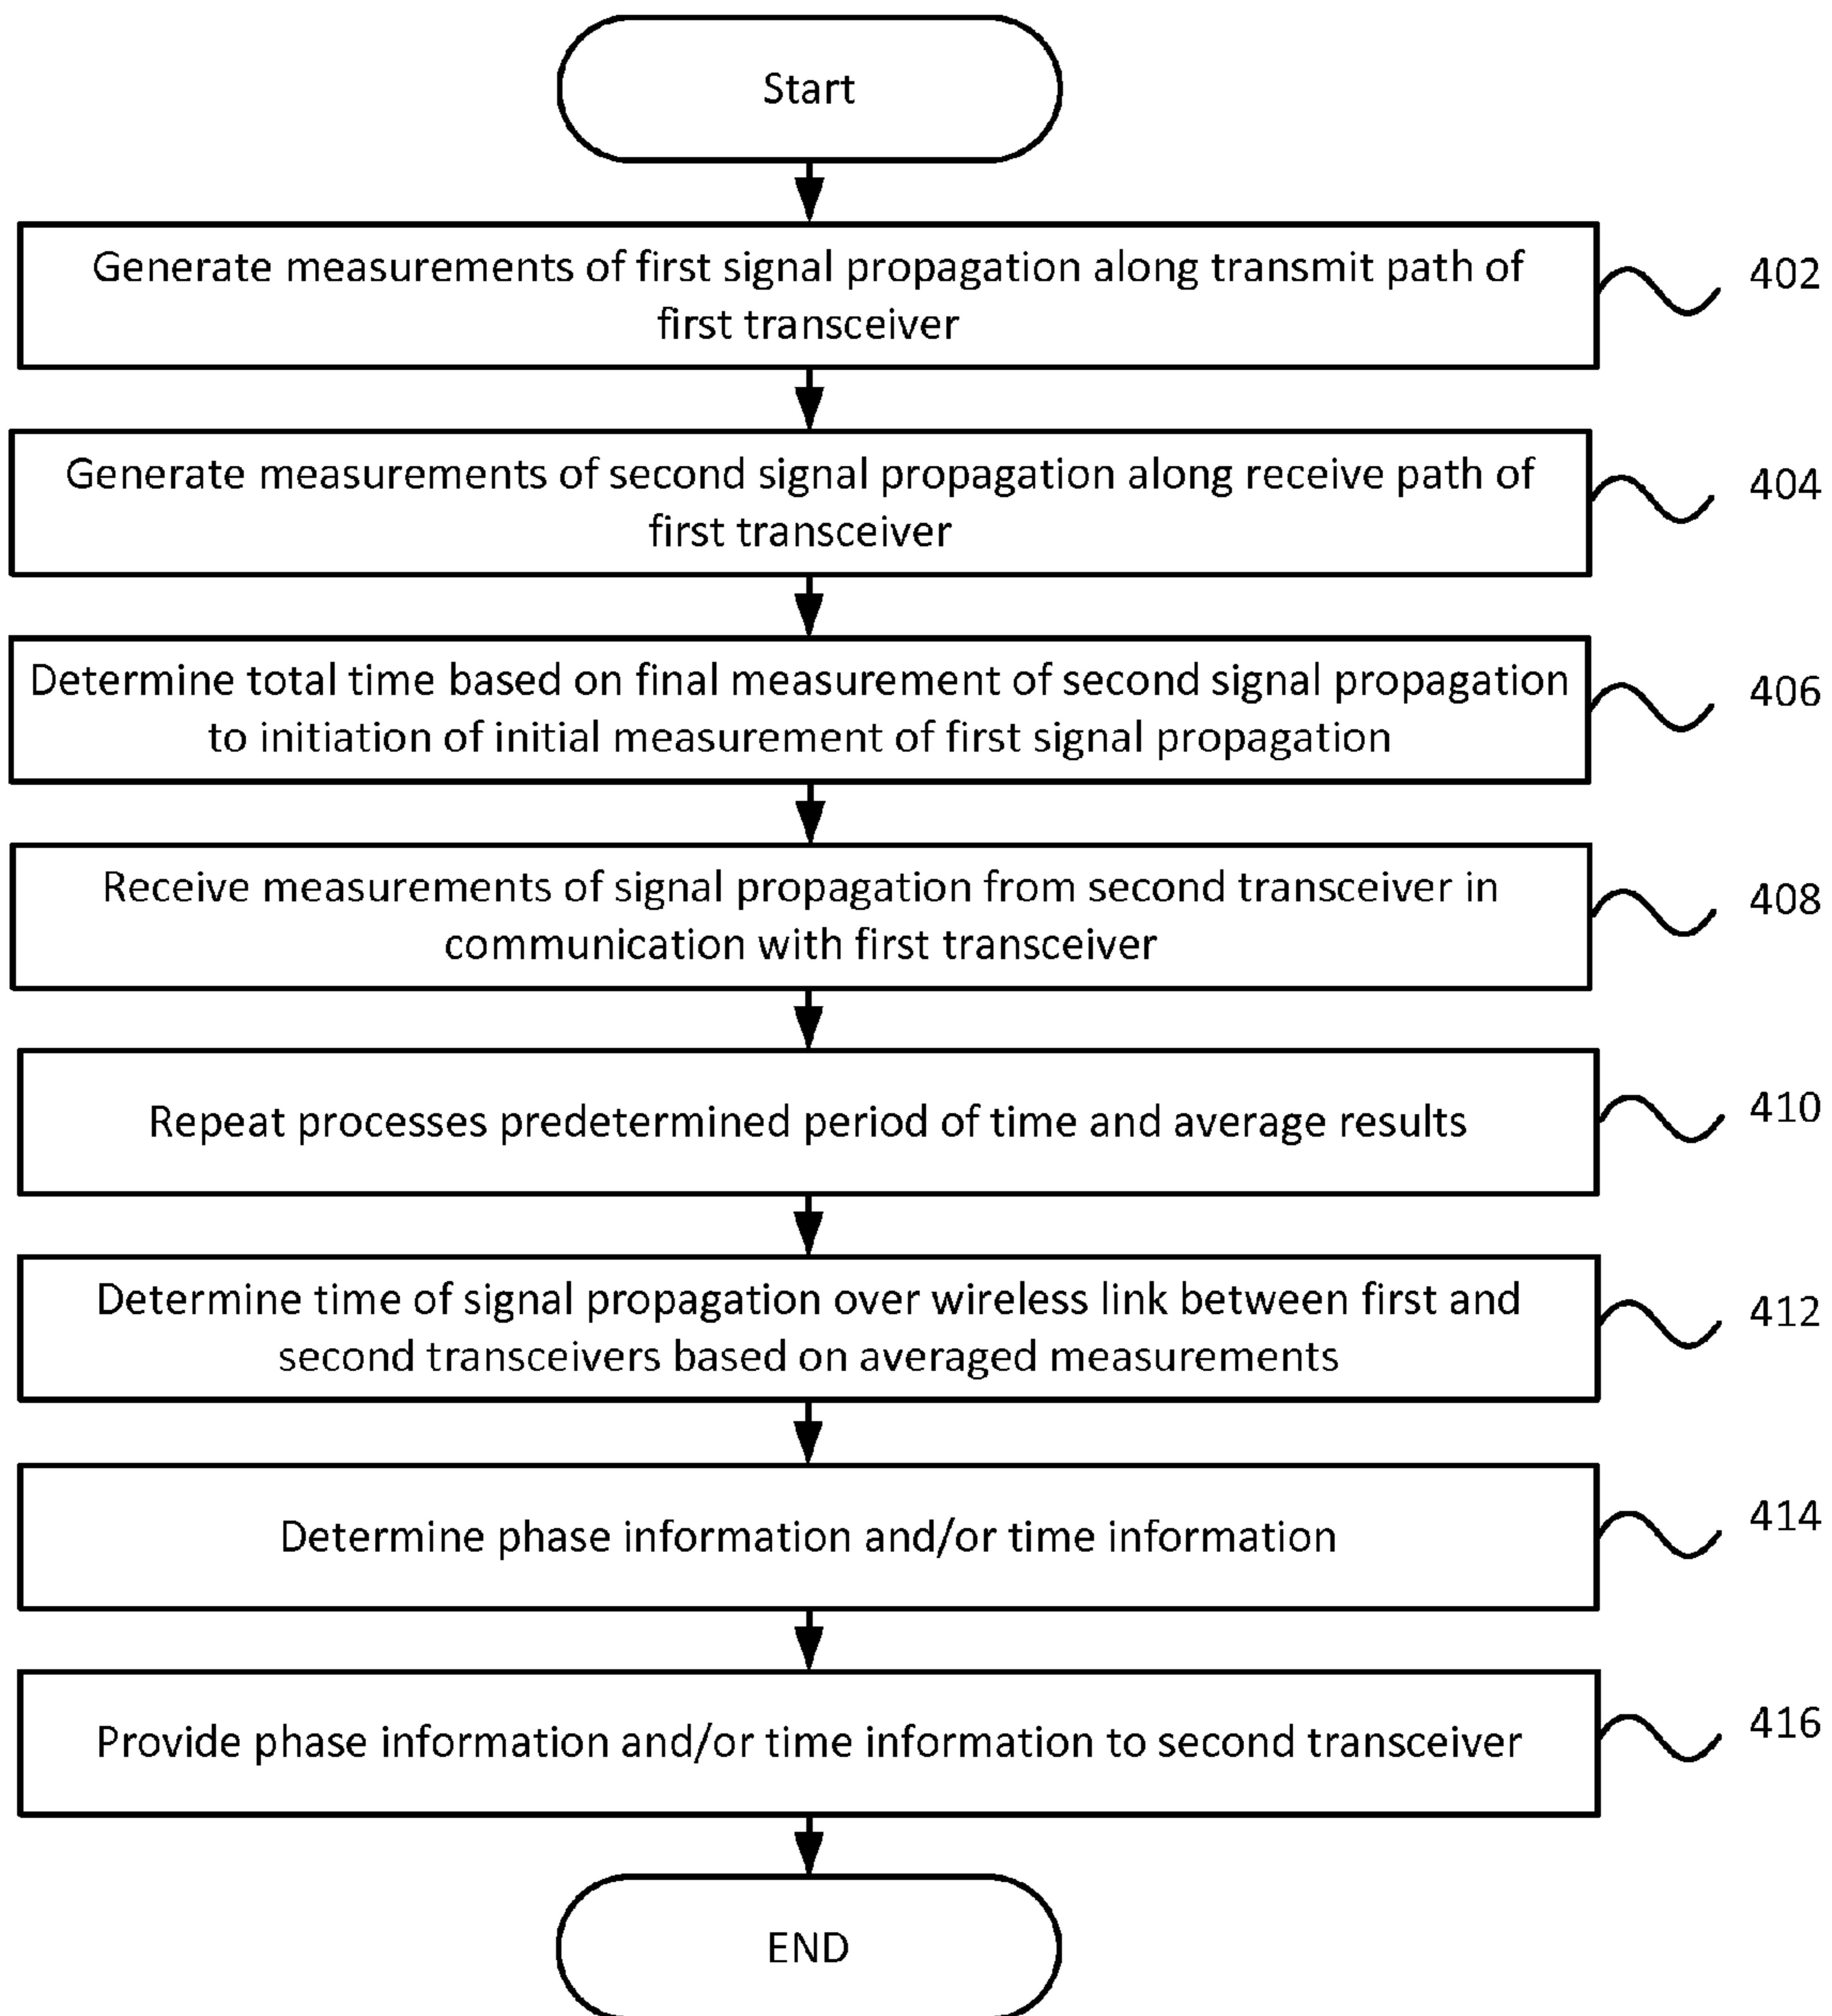 Start
Generate measurements of first signal propagation along transmit path of
first transceiver
402
Generate measurements of second signal propagation along receive path of
first transceiver
404
Determine total time based on final measurement of second signal propagation
to initiation of initial measurement of first signal propagation
406
Receive measurements of signal propagation from second transceiver in
communication with first transceiver
408
Repeat processes predetermined period of time and average results
410
Determine time of signal propagation over wireless link between first and
second transceivers based on averaged measurements
412
Determine phase information and/or time information
414
Provide phase information and/or time information to second transceiver
416
END